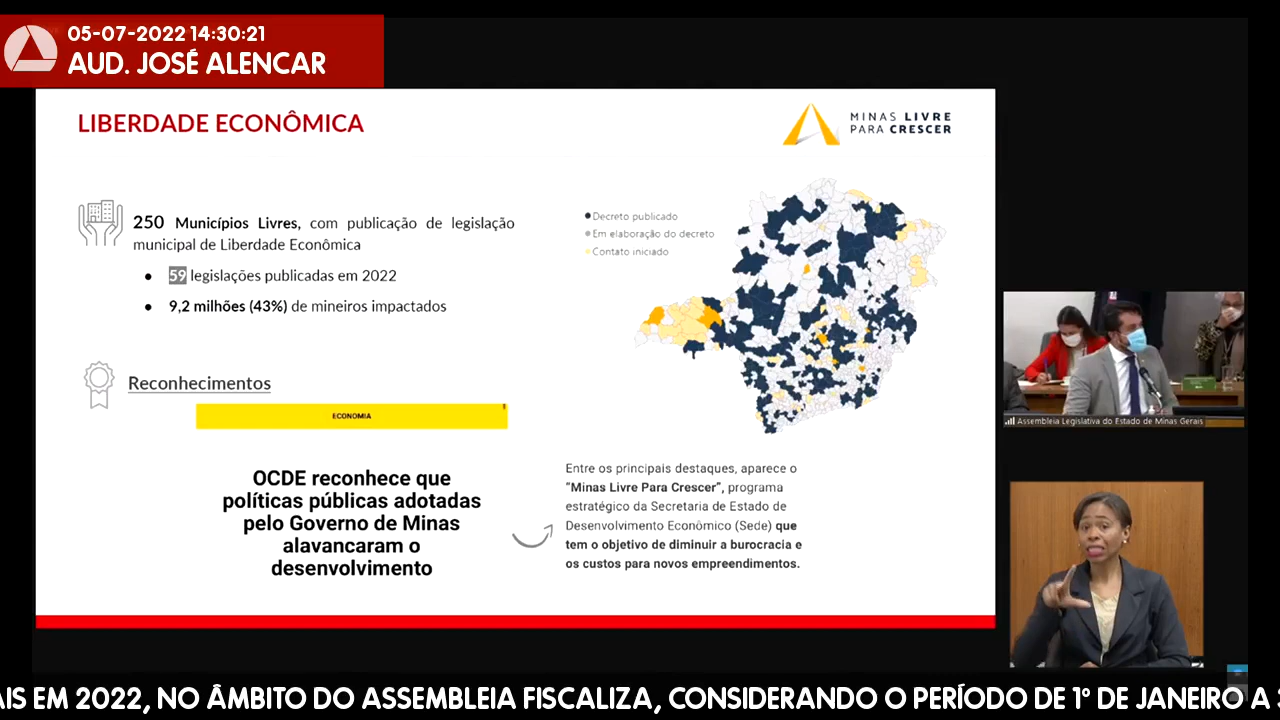 05-07-2022 14:30:21
AUD. JOSÉ ALENCAR
LIBERDADE ECONÔMICA
MINAS LIVRE
PARA CRESCER
250 Municípios Livres, com publicação de legislação
municipal de Liberdade Econômica
● 59 legislações publicadas em 2022
● 9,2 milhões (43%) de mineiros impactados
Decreto publicado
Em elaboração do decreto
Contato iniciado
Reconhecimentos
ECONOMIA
OCDE reconhece que
políticas públicas adotadas
pelo Governo de Minas
alavancaram o
desenvolvimento
Entre os principais destaques, aparece o
"Minas Livre Para Crescer", programa
estratégico da Secretaria de Estado de
Desenvolvimento Econômico (Sede) que
tem o objetivo de diminuir a burocracia e
os custos para novos empreendimentos.
Assembleia Legislativa do Estado de Minas Gerais
AIS EM 2022, NO ÂMBITO DO ASSEMBLEIA FISCALIZA, CONSIDERANDO O PERÍODO DE 1º DE JANEIRO A